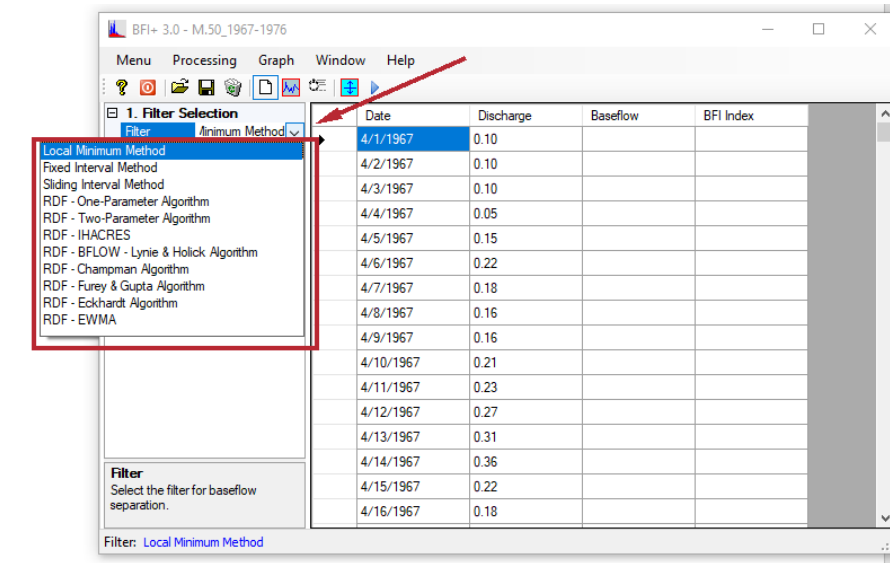 BFI+ 3.0 - M.50_1967-1976
Menu Processing Graph Window Help
1. Filter Selection
Filter Minimum Method
Local Minimum Method
Fixed Interval Method
Sliding Interval Method
RDF - One-Parameter Algorithm
RDF - Two-Parameter Algorithm
RDF - IHACRES
RDF - BFLOW - Lynie & Holick Algorithm
RDF - Champman Algorithm
RDF - Furey & Gupta Algorithm
RDF - Eckhardt Algorithm
RDF - EWMA
Filter
Select the filter for baseflow
separation.
Date Discharge Baseflow BFI Index
4/1/1967 0.10
4/2/1967 0.10
4/3/1967 0.10
4/4/1967 0.05
4/5/1967 0.15
4/6/1967 0.22
4/7/1967 0.18
4/8/1967 0.16
4/9/1967 0.16
4/10/1967 0.21
4/11/1967 0.23
4/12/1967 0.27
4/13/1967 0.31
4/14/1967 0.36
4/15/1967 0.22
4/16/1967 0.18
Filter: Local Minimum Method